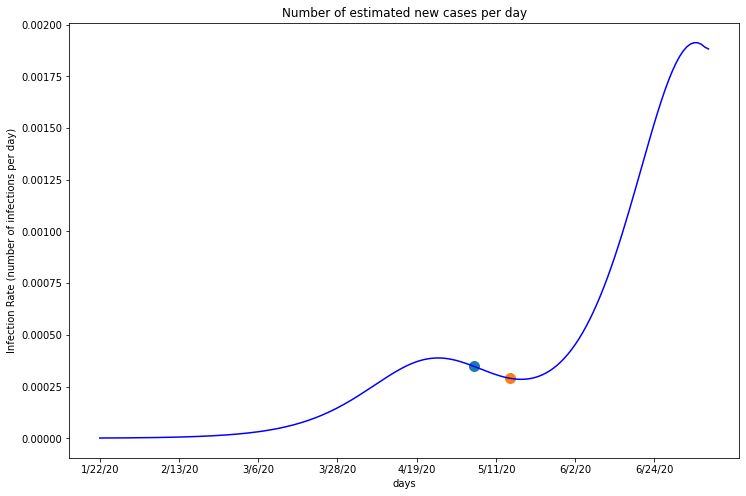 Number of estimated new cases per day
Infection Rate (number of infections per day)
0.00200
0.00175
0.00150
0.00125
0.00100
0.00075
0.00050
0.00025
0.00000
1/22/20 2/13/20 3/6/20 3/28/20 4/19/20 5/11/20 6/2/20 6/24/20
days